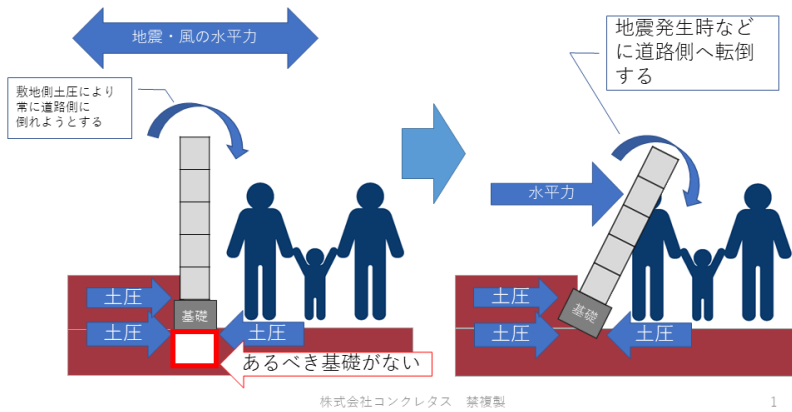 地震・風の水平力
敷地側土圧により
常に道路側に
倒れようとする
土圧
土圧
基礎
土圧
あるべき基礎がない
地震発生時など
に道路側へ転倒
する
水平力
土圧
土圧
基礎
土圧
株式会社コンクレタス 禁複製
1